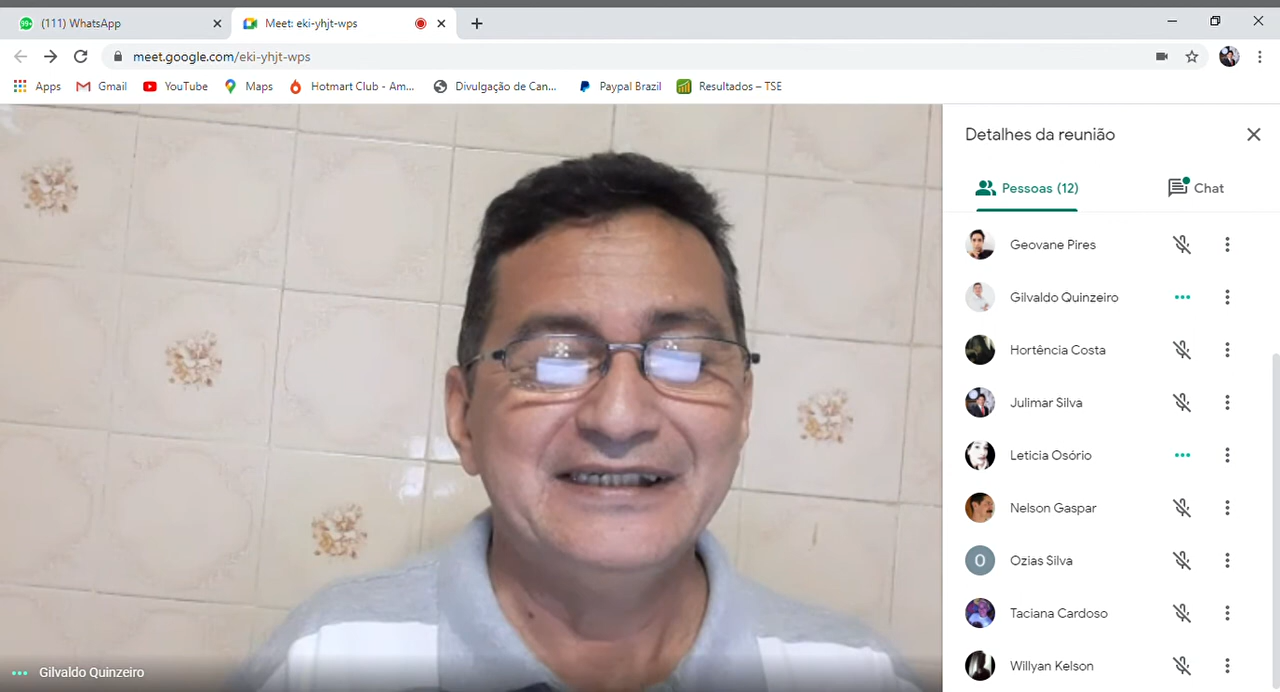 99+ (111) WhatsApp
Meet: eki-yhjt-wps
meet.google.com/eki-yhjt-wps
Apps Gmail YouTube Maps Hotmart Club - Am... Divulgação de Can... Paypal Brazil Resultados – TSE
Detalhes da reunião
Pessoas (12) Chat
Geovane Pires
Gilvaldo Quinzeiro
Hortência Costa
Julimar Silva
Leticia Osório
Nelson Gaspar
O Ozias Silva
Taciana Cardoso
Willyan Kelson
Gilvaldo Quinzeiro